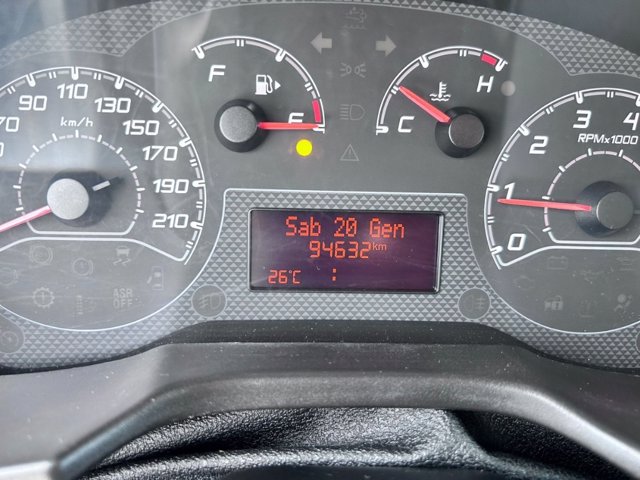 F
E
C
H
70
90
110
130
150
170
190
210
km/h
0
1
2
3
4
RPMx1000
Sab 20 Gen
94632km
26°C :
ASR
OFF